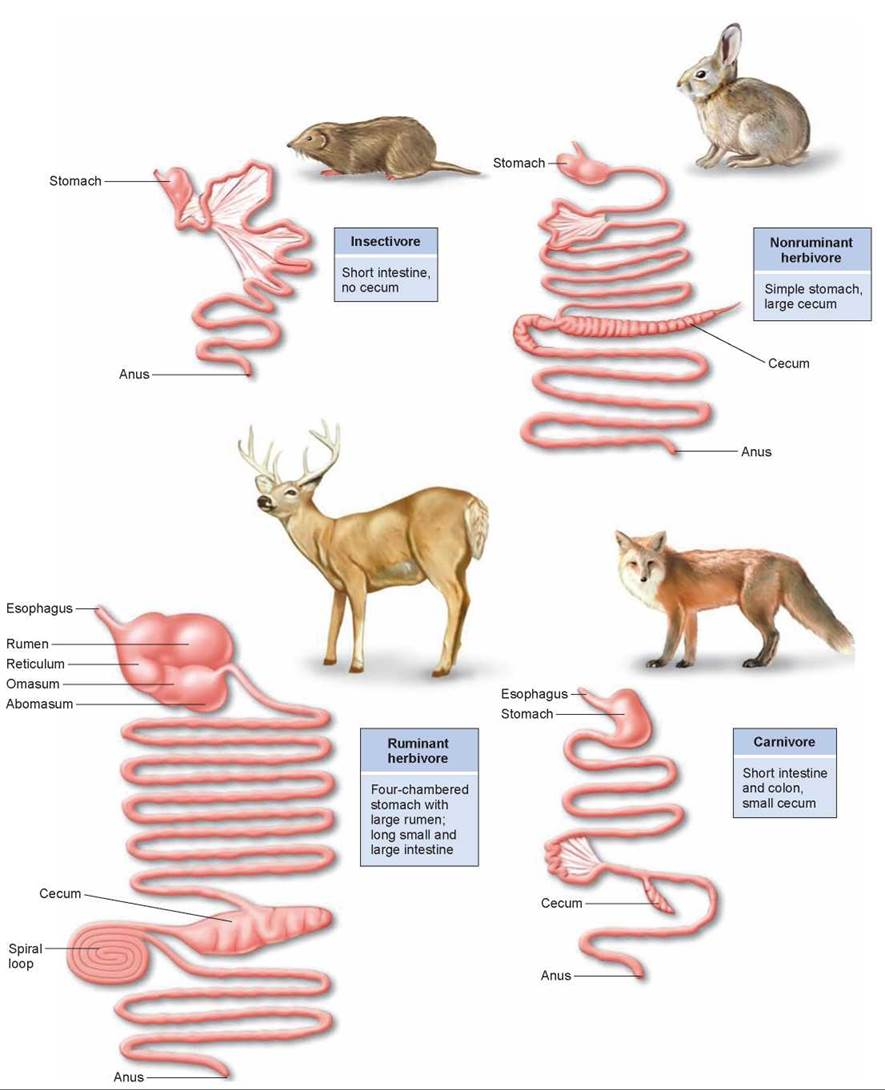 Stomach
Insectivore
Short intestine,
no cecum
Anus
Stomach
Nonruminant
herbivore
Simple stomach,
large cecum
Cecum
Anus
Esophagus
Rumen
Reticulum
Omasum
Abomasum
Ruminant
herbivore
Four-chambered
stomach with
large rumen;
long small and
large intestine
Cecum
Spiral
loop
Anus
Esophagus
Stomach
Carnivore
Short intestine
and colon,
small cecum
Cecum
Anus